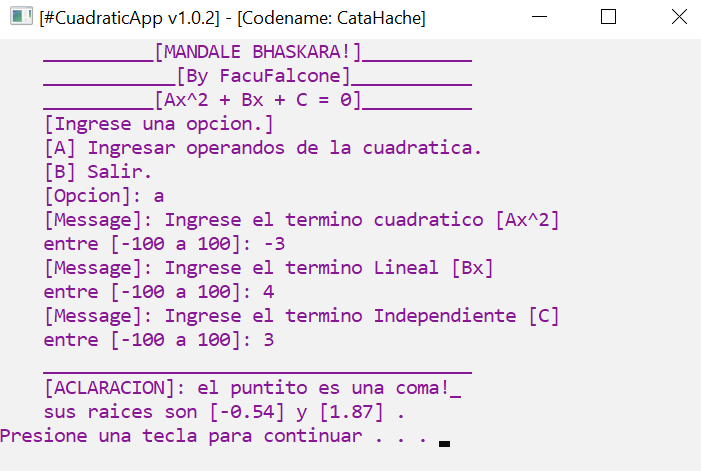 [#CuadraticApp v1.0.2] - [Codename: CataHache]
__________[MANDALE BHASKARA!]__________
____________[By FacuFalcone]___________
__________[Ax^2 + Bx + C = 0]__________
[Ingrese una opcion.]
[A] Ingresar operandos de la cuadratica.
[B] Salir.
[Opcion]: a
[Message]: Ingrese el termino cuadratico [Ax^2]
entre [-100 a 100]: -3
[Message]: Ingrese el termino Lineal [Bx]
entre [-100 a 100]: 4
[Message]: Ingrese el termino Independiente [C]
entre [-100 a 100]: 3
_______________________________________
[ACLARACION]: el puntito es una coma!_
sus raices son [-0.54] y [1.87] .
Presione una tecla para continuar . . .